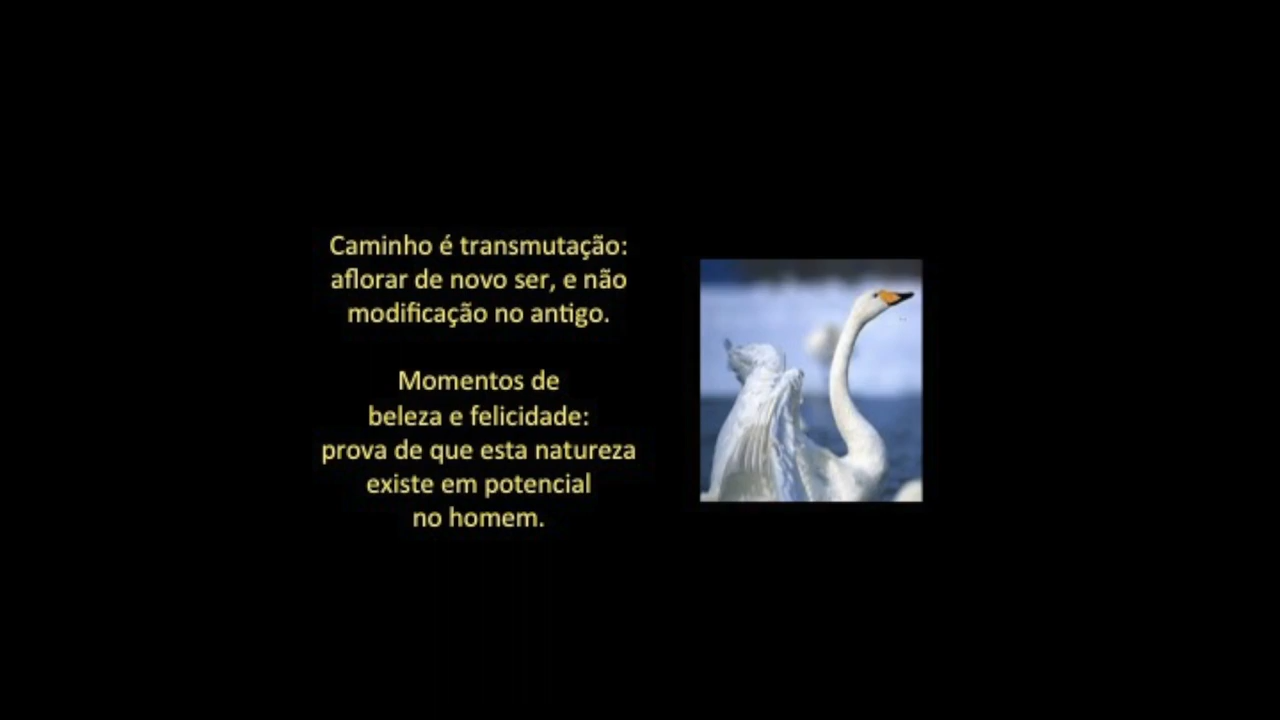 Caminho é transmutação:
aflorar de novo ser, e não
modificação no antigo.
Momentos de
beleza e felicidade:
prova de que esta natureza
existe em potencial
no homem.